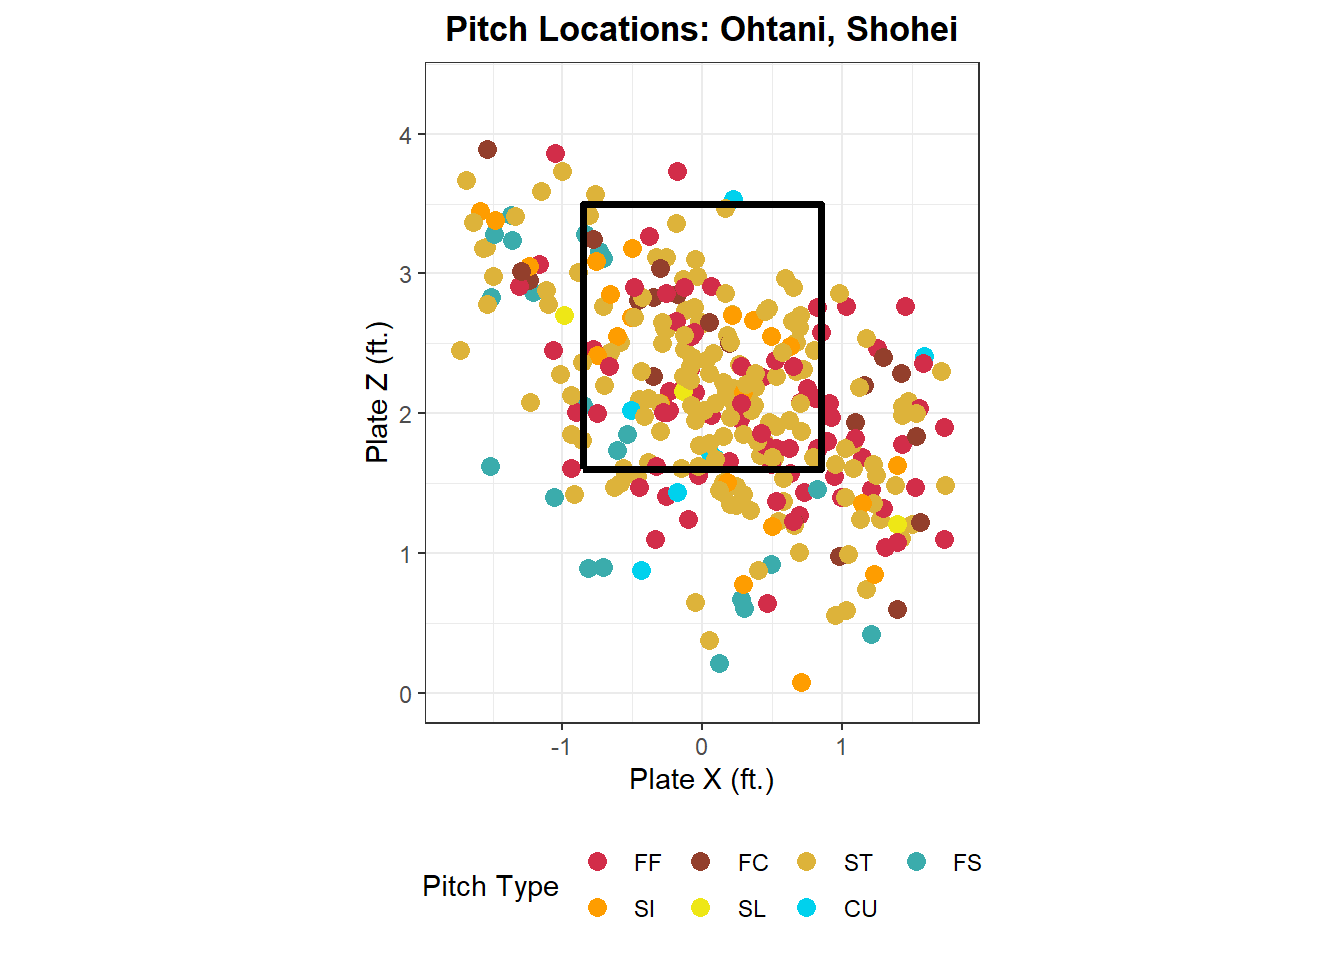 Pitch Locations: Ohtani, Shohei
Plate Z (ft.)
4
3
2
1
0
-1 0 1
Plate X (ft.)
Pitch Type
FF FC ST FS
SI SL CU